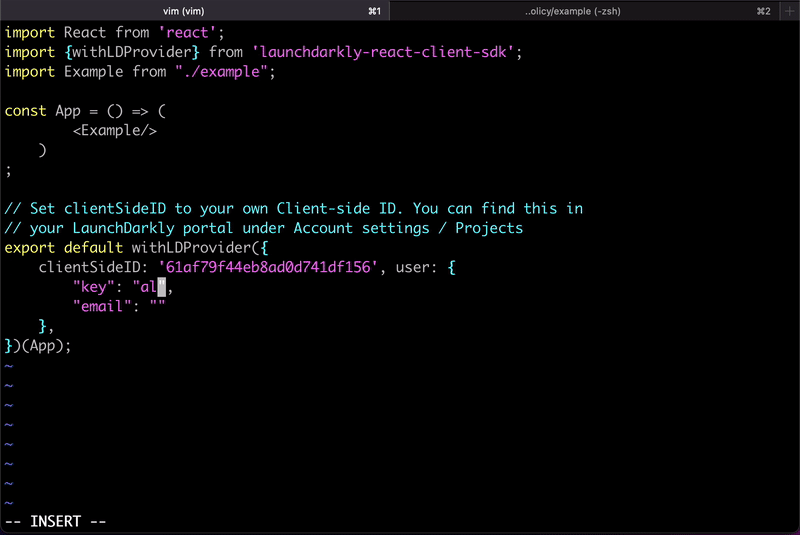 vim (vim) ⌘1 ..olicy/example (-zsh) ⌘2 +
import React from 'react';
import {withLDProvider} from 'launchdarkly-react-client-sdk';
import Example from "./example";
const App = () => (
        <Example/>
    )
;
// Set clientSideID to your own Client-side ID. You can find this in
// your LaunchDarkly portal under Account settings / Projects
export default withLDProvider({
    clientSideID: '61af79f44eb8ad0d741df156', user: {
        "key": "al",
        "email": ""
    },
})(App);
~
~
~
~
~
~
~
~
-- INSERT --